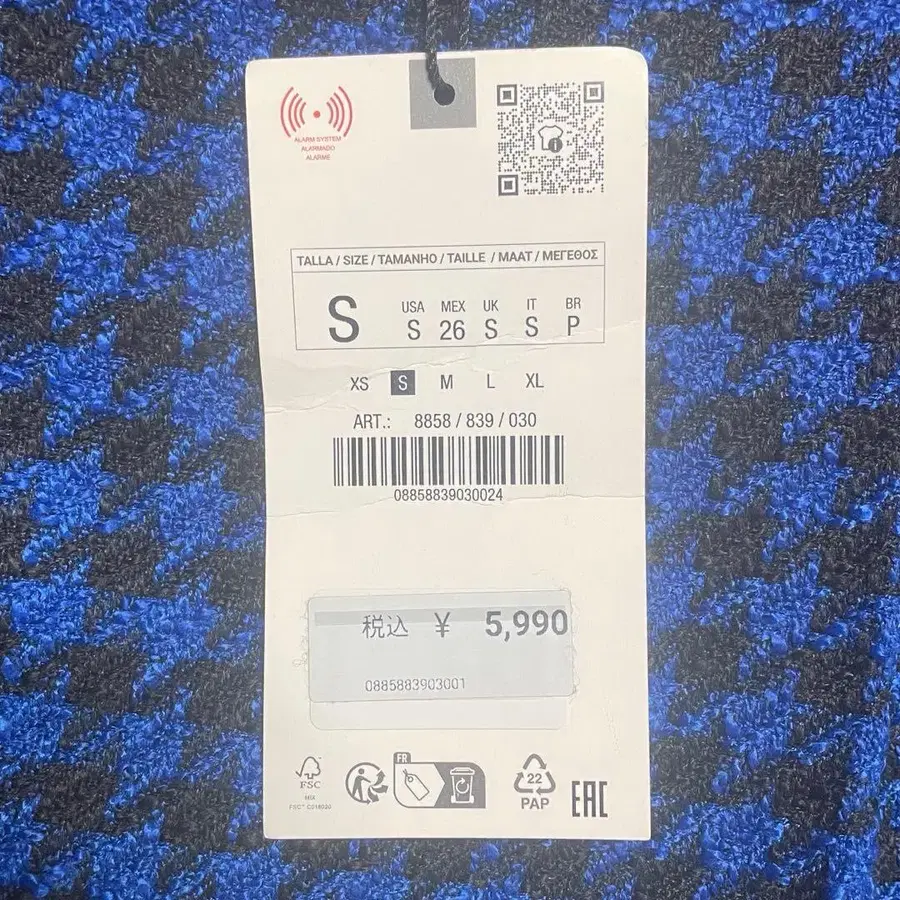 ALARM SYSTEM
ALARMADO
ALARME
TALLA / SIZE / TAMANHO / TAILLE / MAAT / ΜΕΓΕΘΟΣ
S
USA MEX UK IT BR
S 26 S S P
XS S M L XL
ART.: 8858 / 839 / 030
08858839030024
税込 ¥ 5,990
0885883903001
FR
FSC
MIX
22
PAP
EAC